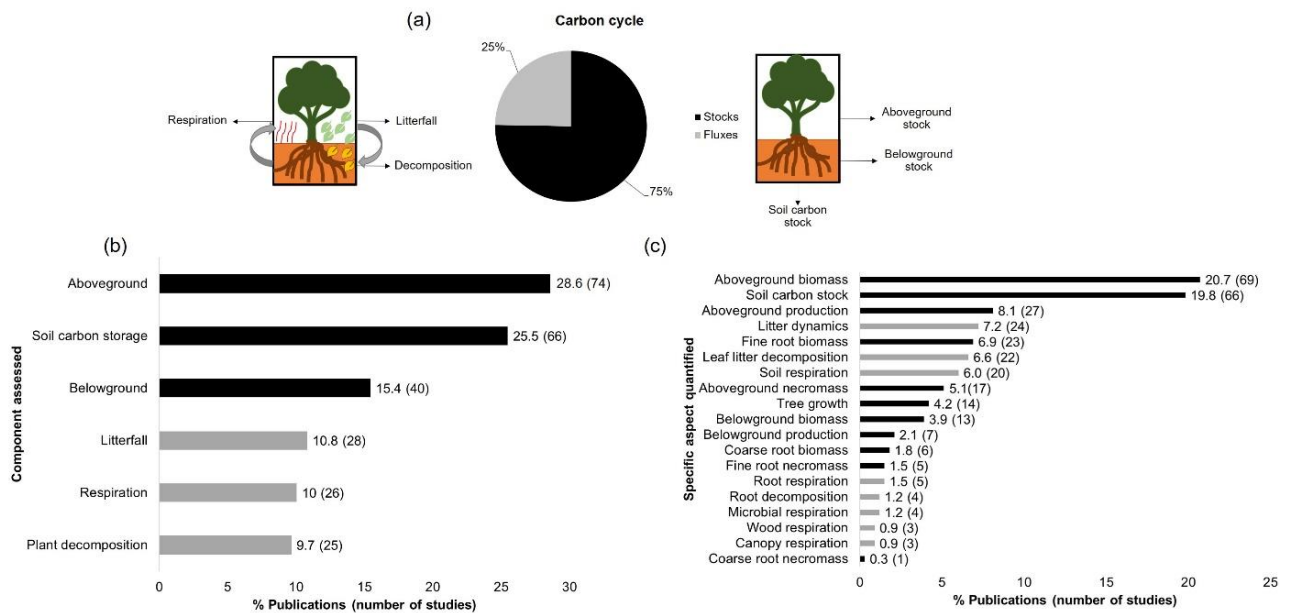 (a)
Carbon cycle
25%
75%
Respiration
Litterfall
Decomposition
Stocks
Fluxes
Aboveground
stock
Belowground
stock
Soil carbon
stock
(b)
Component assessed
Aboveground 28.6 (74)
Soil carbon storage 25.5 (66)
Belowground 15.4 (40)
Litterfall 10.8 (28)
Respiration 10 (26)
Plant decomposition 9.7 (25)
0 5 10 15 20 25 30
% Publications (number of studies)
(c)
Specific aspect quantified
Aboveground biomass 20.7 (69)
Soil carbon stock 19.8 (66)
Aboveground production 8.1 (27)
Litter dynamics 7.2 (24)
Fine root biomass 6.9 (23)
Leaf litter decomposition 6.6 (22)
Soil respiration 6.0 (20)
Aboveground necromass 5.1(17)
Tree growth 4.2 (14)
Belowground biomass 3.9 (13)
Belowground production 2.1 (7)
Coarse root biomass 1.8 (6)
Fine root necromass 1.5 (5)
Root respiration 1.5 (5)
Root decomposition 1.2 (4)
Microbial respiration 1.2 (4)
Wood respiration 0.9 (3)
Canopy respiration 0.9 (3)
Coarse root necromass 0.3 (1)
0 5 10 15 20 25
% Publications (number of studies)